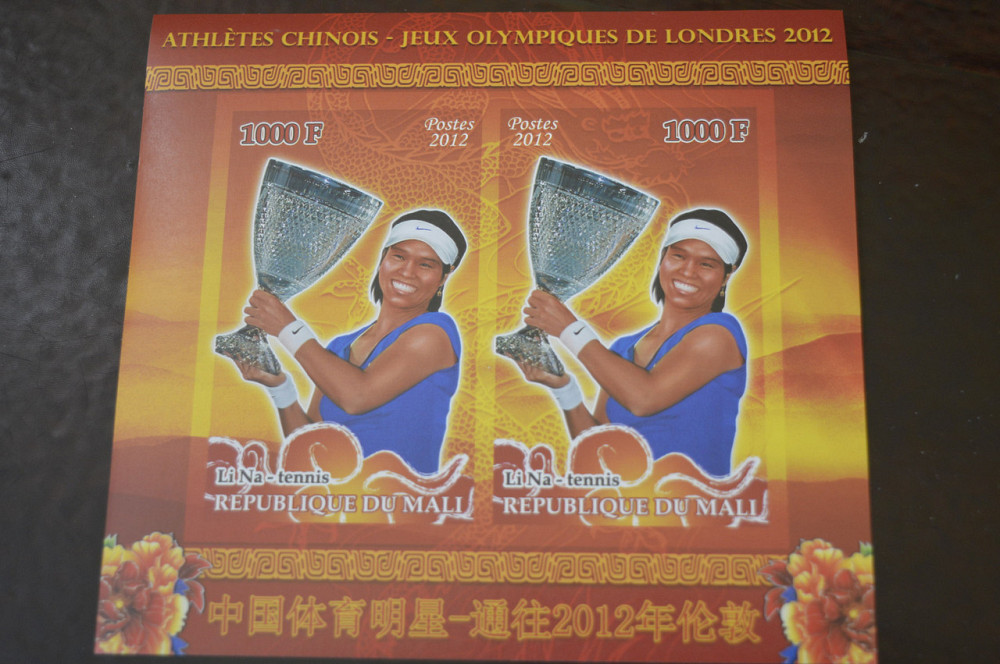 ATHLÈTES CHINOIS - JEUX OLYMPIQUES DE LONDRES 2012
1000 F
Postes
2012
Li Na - tennis
REPUBLIQUE DU MALI
Postes
2012
1000 F
Li Na - tennis
REPUBLIQUE DU MALI
中国体育明星-通往2012年伦敦